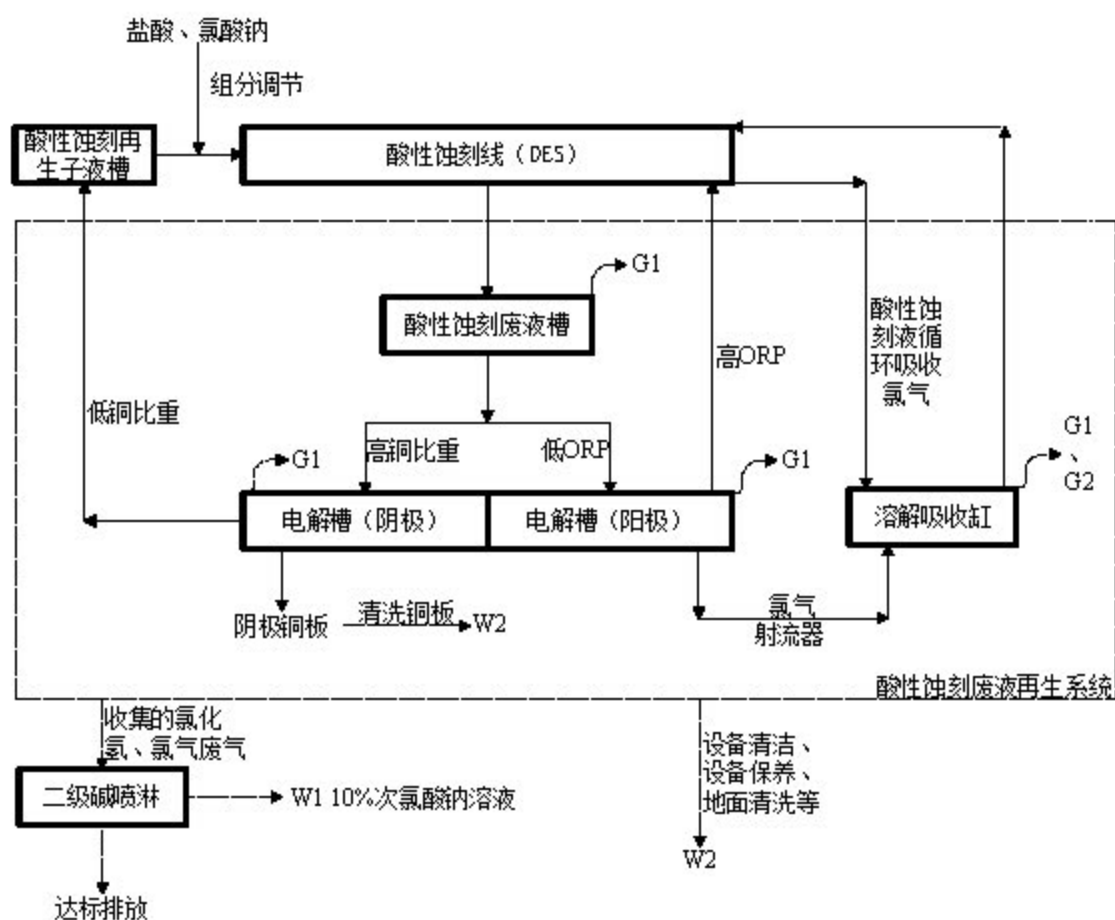 盐酸、氯酸钠
组分调节
酸性蚀刻再
生子液槽
酸性蚀刻线（DES）
G1
酸性蚀刻废液槽
酸性蚀
刻液循
环吸收
氯气
高ORP
低铜比重
高铜比重
低ORP
G1
G1
G1
、
G2
电解槽（阴极）
电解槽（阳极）
溶解吸收缸
阴极铜板
清洗铜板
W2
氯气
射流器
酸性蚀刻废液再生系统
收集的氯化
氢、氯气废气
设备清洁、
设备保养、
地面清洗等
二级碱喷淋
W1 10%次氯酸钠溶液
W2
达标排放